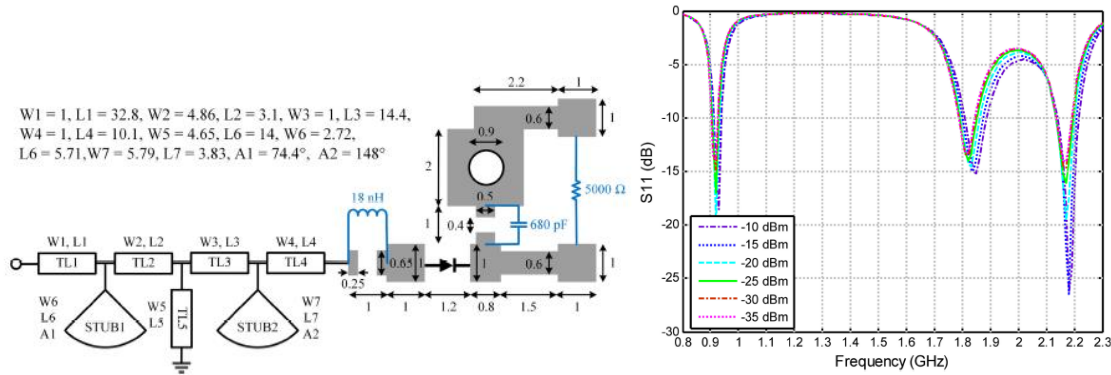 W1 = 1, L1 = 32.8, W2 = 4.86, L2 = 3.1, W3 = 1, L3 = 14.4,
W4 = 1, L4 = 10.1, W5 = 4.65, L6 = 14, W6 = 2.72,
L6 = 5.71,W7 = 5.79, L7 = 3.83, A1 = 74.4°, A2 = 148°
2.2
1
0.6
1
0.9
2
0.5
1
0.4
5000 Ω
680 pF
18 nH
W1, L1
W2, L2
W3, L3
W4, L4
TL1
TL2
TL3
TL4
0.65
1
1
0.6
1
0.25
1
1
1.2
0.8
1.5
1
W6
L6
A1
STUB1
W5
L5
TL5
STUB2
W7
L7
A2
S11 (dB)
0
-5
-10
-15
-20
-25
-30
-10 dBm
-15 dBm
-20 dBm
-25 dBm
-30 dBm
-35 dBm
0.8 0.9 1 1.1 1.2 1.3 1.4 1.5 1.6 1.7 1.8 1.9 2 2.1 2.2 2.3
Frequency (GHz)